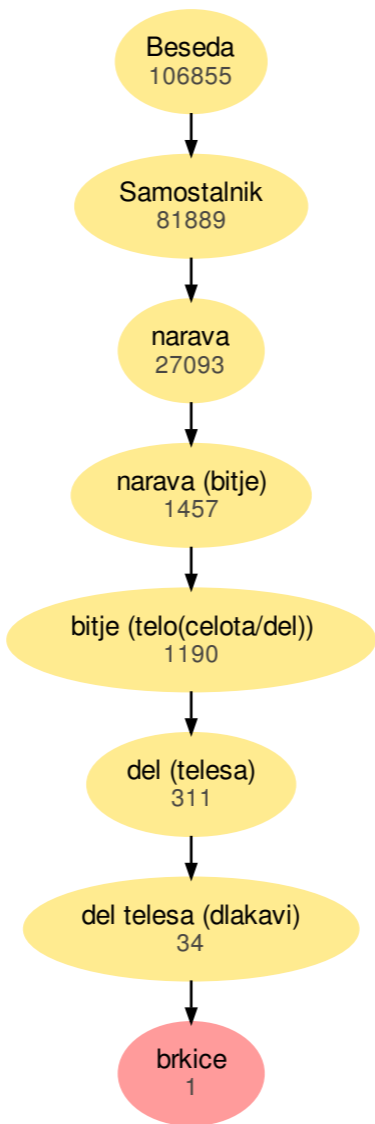 Beseda
106855
Samostalnik
81889
narava
27093
narava (bitje)
1457
bitje (telo(celota/del))
1190
del (telesa)
311
del telesa (dlakavi)
34
brkice
1